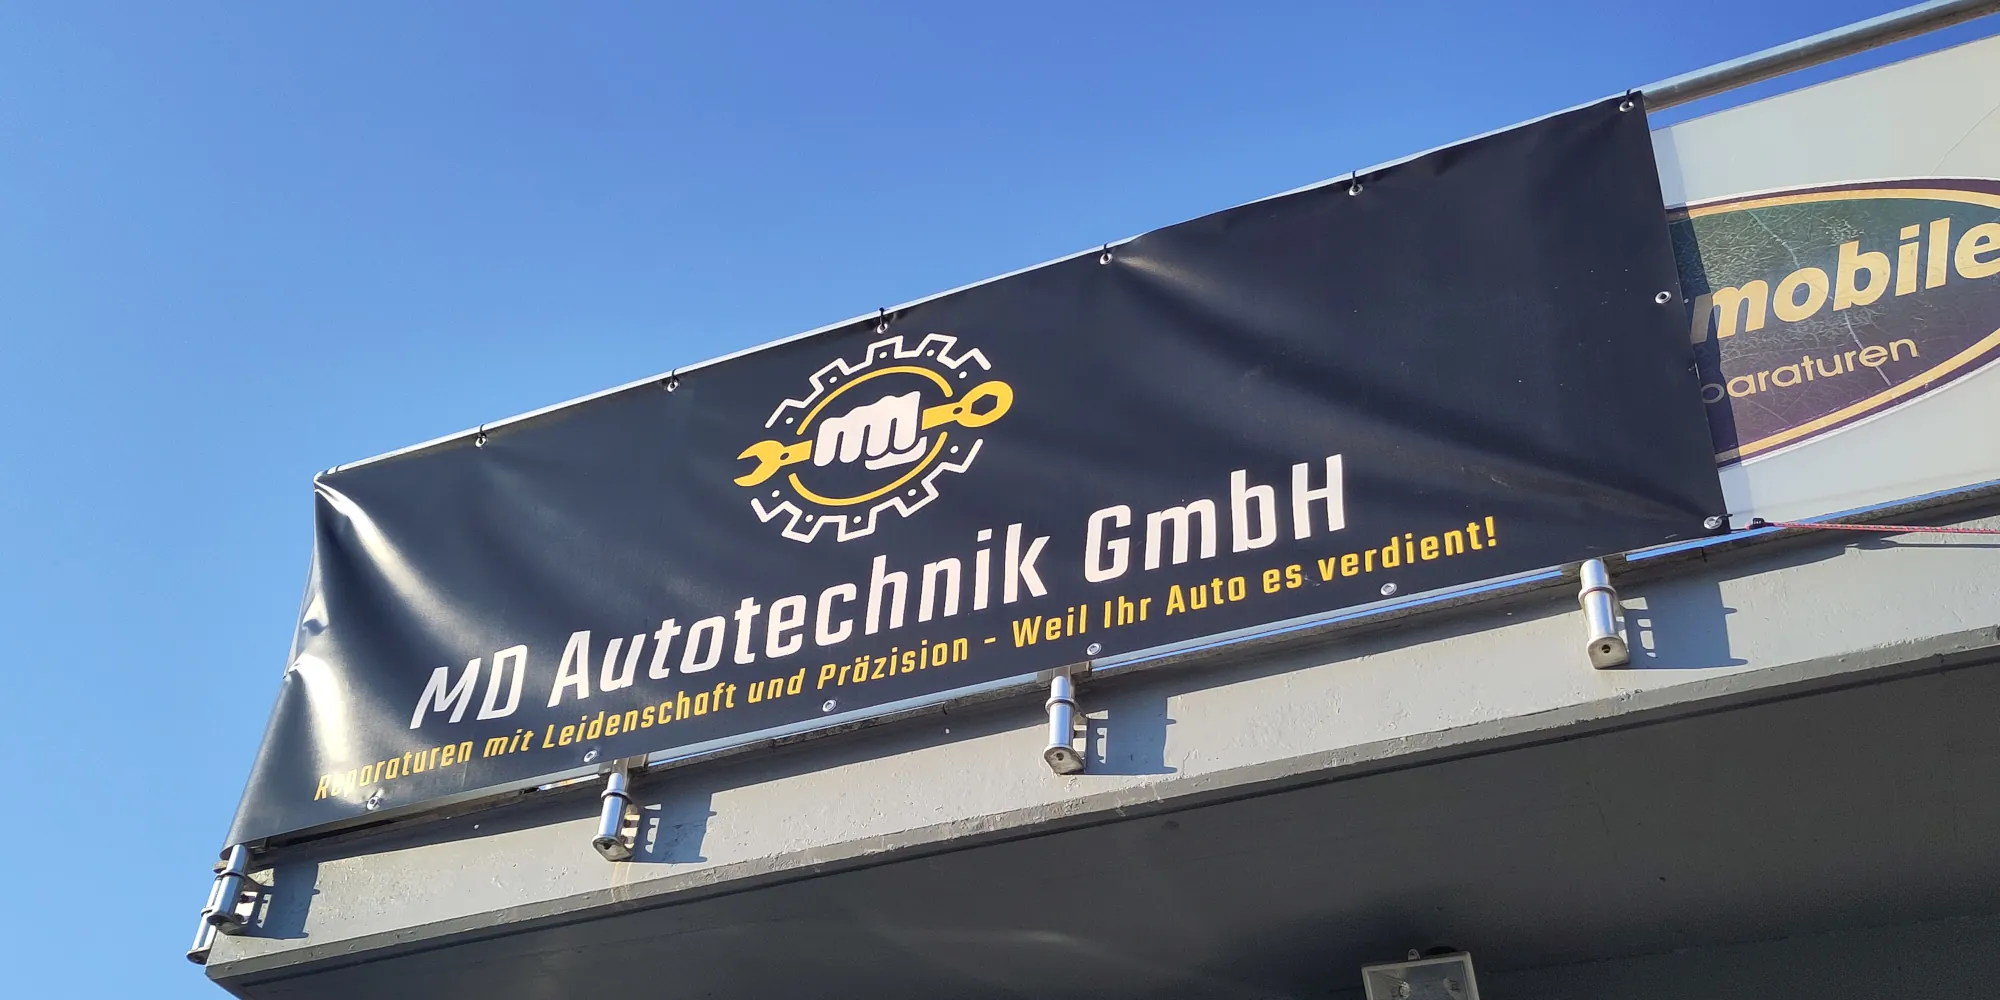 MD Autotechnik GmbH
Reparaturen mit Leidenschaft und Präzision - Weil Ihr Auto es verdient!
mobile
paraturen